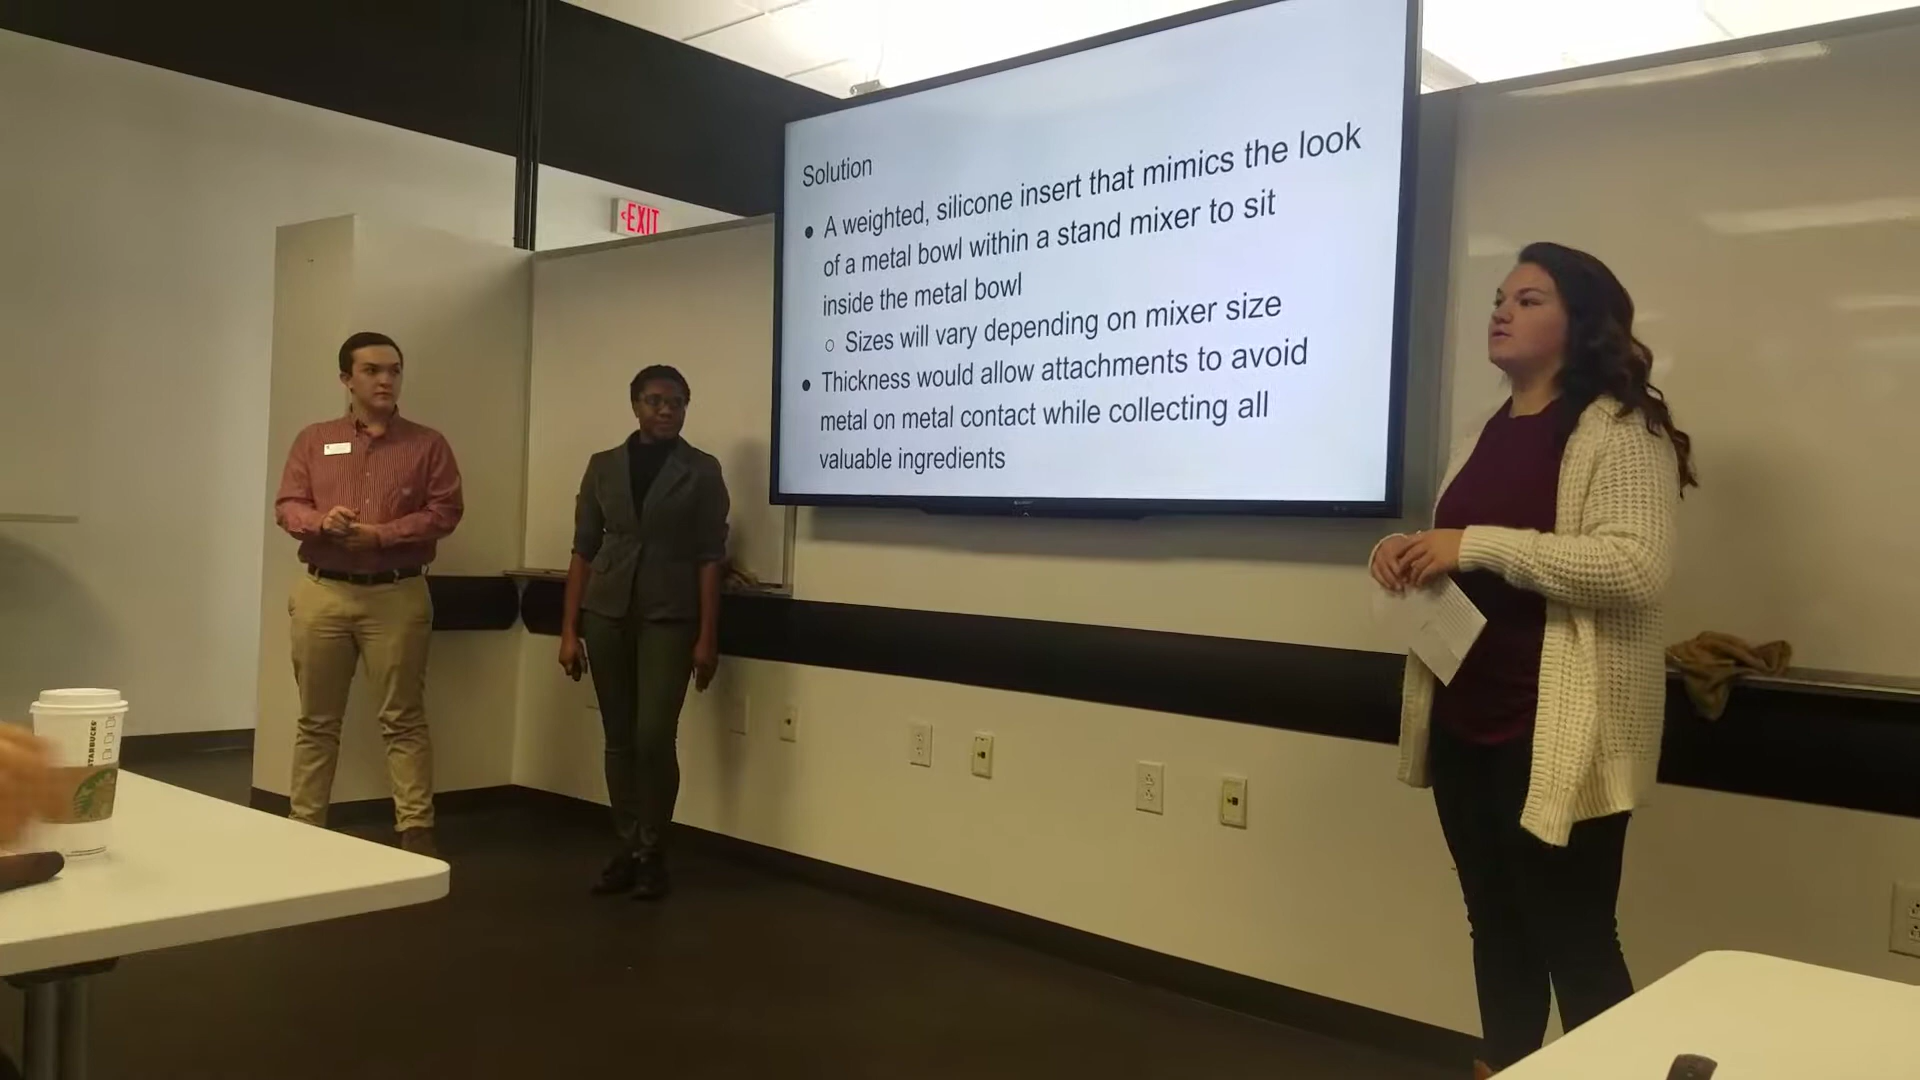 Solution
● A weighted, silicone insert that mimics the look
of a metal bowl within a stand mixer to sit
inside the metal bowl
○ Sizes will vary depending on mixer size
● Thickness would allow attachments to avoid
metal on metal contact while collecting all
valuable ingredients
<EXIT
STARBUCKS